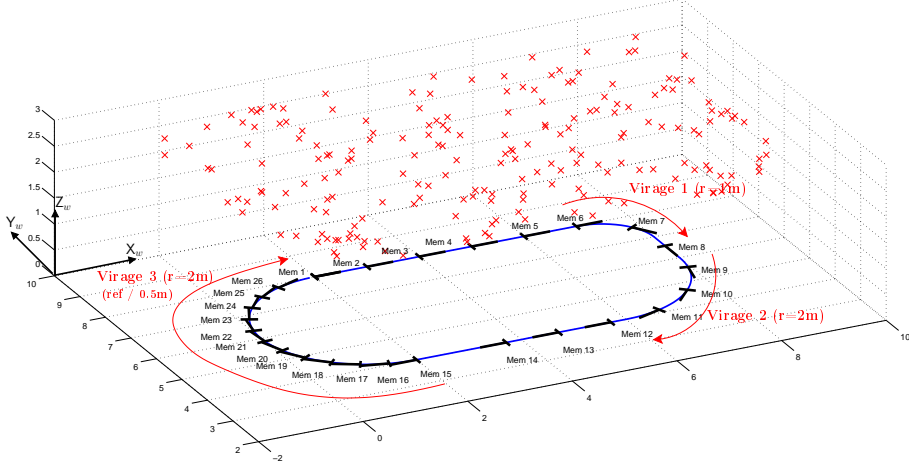 3
2.5
2
1.5
1
0.5
0
Z_w
Y_w
X_w
10
9
8
7
6
5
4
3
2
−2
0
2
4
6
8
10
Virage 1 (r=1m)
Virage 2 (r=2m)
Virage 3 (r=2m)
(ref / 0.5m)
Mem 1
Mem 2
Mem 3
Mem 4
Mem 5
Mem 6
Mem 7
Mem 8
Mem 9
Mem 10
Mem 11
Mem 12
Mem 13
Mem 14
Mem 15
Mem 16
Mem 17
Mem 18
Mem 19
Mem 20
Mem 21
Mem 22
Mem 23
Mem 24
Mem 25
Mem 26